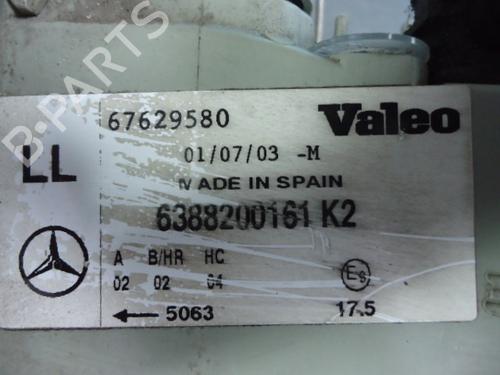 B-PARTS
67629580 Valeo
LL 01/07/03 -M
MADE IN SPAIN
6388200161 K2
A B/HR HC
02 02 04
5063 17.5